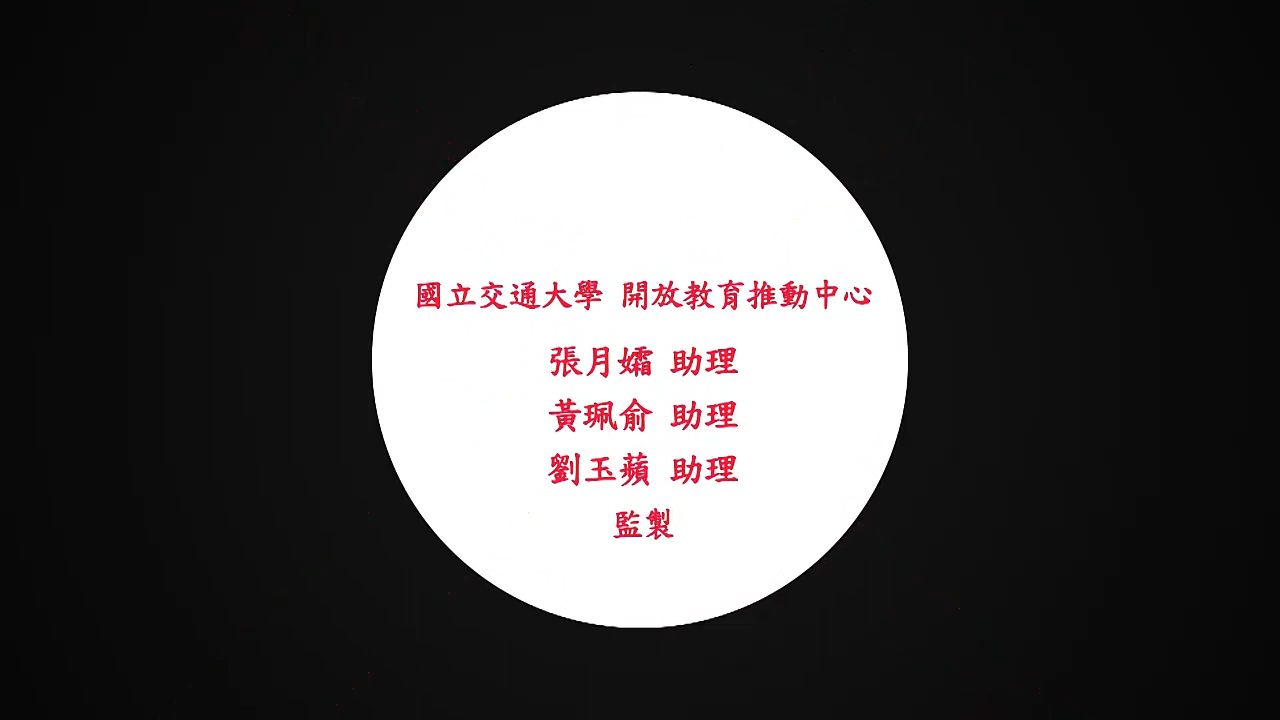 國立交通大學 開放教育推動中心
張月孀 助理
黃珮俞 助理
劉玉蘋 助理
監製